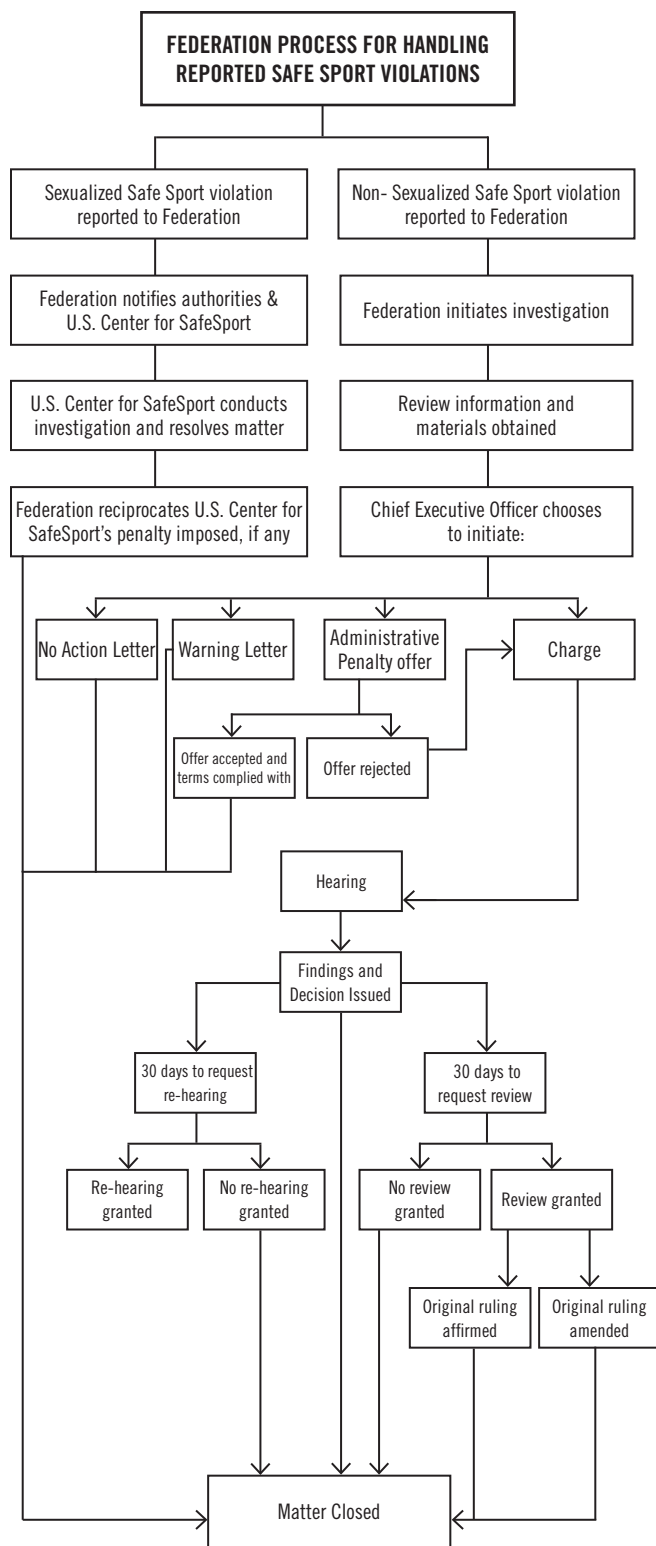 FEDERATION PROCESS FOR HANDLING
REPORTED SAFE SPORT VIOLATIONS
Sexualized Safe Sport violation
reported to Federation
Non- Sexualized Safe Sport violation
reported to Federation
Federation notifies authorities &
U.S. Center for SafeSport
Federation initiates investigation
U.S. Center for SafeSport conducts
investigation and resolves matter
Review information and
materials obtained
Federation reciprocates U.S. Center for
SafeSport's penalty imposed, if any
Chief Executive Officer chooses
to initiate:
No Action Letter
Warning Letter
Administrative
Penalty offer
Charge
Offer accepted and
terms complied with
Offer rejected
Hearing
Findings and
Decision Issued
30 days to request
re-hearing
30 days to
request review
Re-hearing
granted
No re-hearing
granted
No review
granted
Review granted
Original ruling
affirmed
Original ruling
amended
Matter Closed